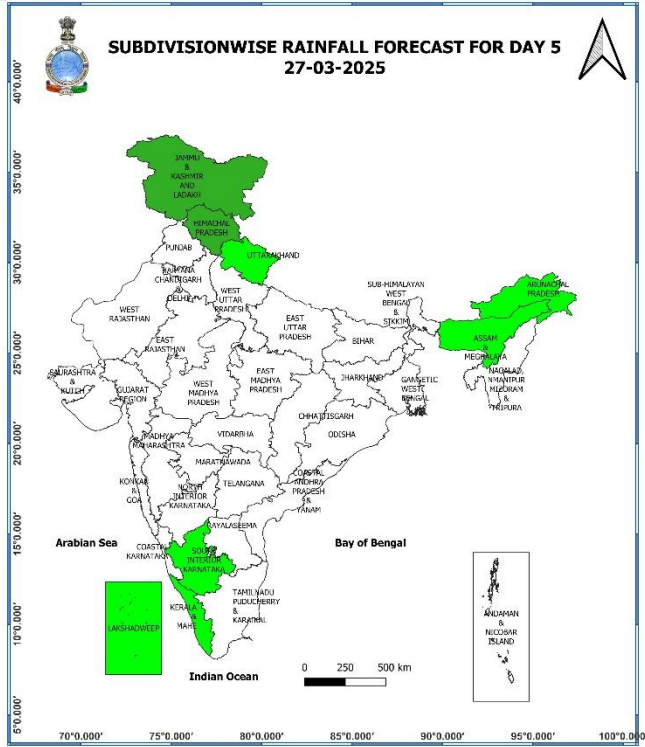 SUBDIVISIONWISE RAINFALL FORECAST FOR DAY 5
27-03-2025
40°0.000'
35°0.000'
30°0.000'
25°0.000'
20°0.000'
15°0.000'
10°0.000'
5°0.000'
JAMMU
&
KASHMIR
AND
LADAKH
HIMACHAL
PRADESH
PUNJAB
UTTARAKHAND
CHANDIGARH
&
DELHI
WEST
UTTAR
PRADESH
SUB-HIMALAYAN
WEST
BENGAL
&
SIKKIM
ARUNACHAL
PRADESH
WEST
RAJASTHAN
EAST
RAJASTHAN
EAST
UTTAR
PRADESH
BIHAR
ASSAM
&
MEGHALAYA
SAURASHTRA
&
KUTCH
GUJARAT
REGION
WEST
MADHYA
PRADESH
EAST
MADHYA
PRADESH
JHARKHAND
GANGETIC
WEST
BENGAL
NAGALAD
NMANIPUR
MIZORAM
&
TRIPURA
CHHATTISGARH
ODISHA
MADHYA
MAHARASHTRA
VIDARBHA
MARATHWADA
TELANGANA
COASTAL
ANDHRA
PRADESH
&
YANAM
KONKAN
&
GOA
NORTH
INTERIOR
KARNATAKA
RAYALASEEMA
Arabian Sea
Bay of Bengal
COASTAL
KARNATAKA
SOUTH
INTERIOR
KARNATAKA
LAKSHADWEEP
KERALA
&
MAHE
TAMILNADU
PUDUCHERRY
&
KARAIKAL
ANDAMAN
&
NICOBAR
ISLAND
Indian Ocean
0 250 500 km
70°0.000' 75°0.000' 80°0.000' 85°0.000' 90°0.000' 95°0.000' 100°0.000'